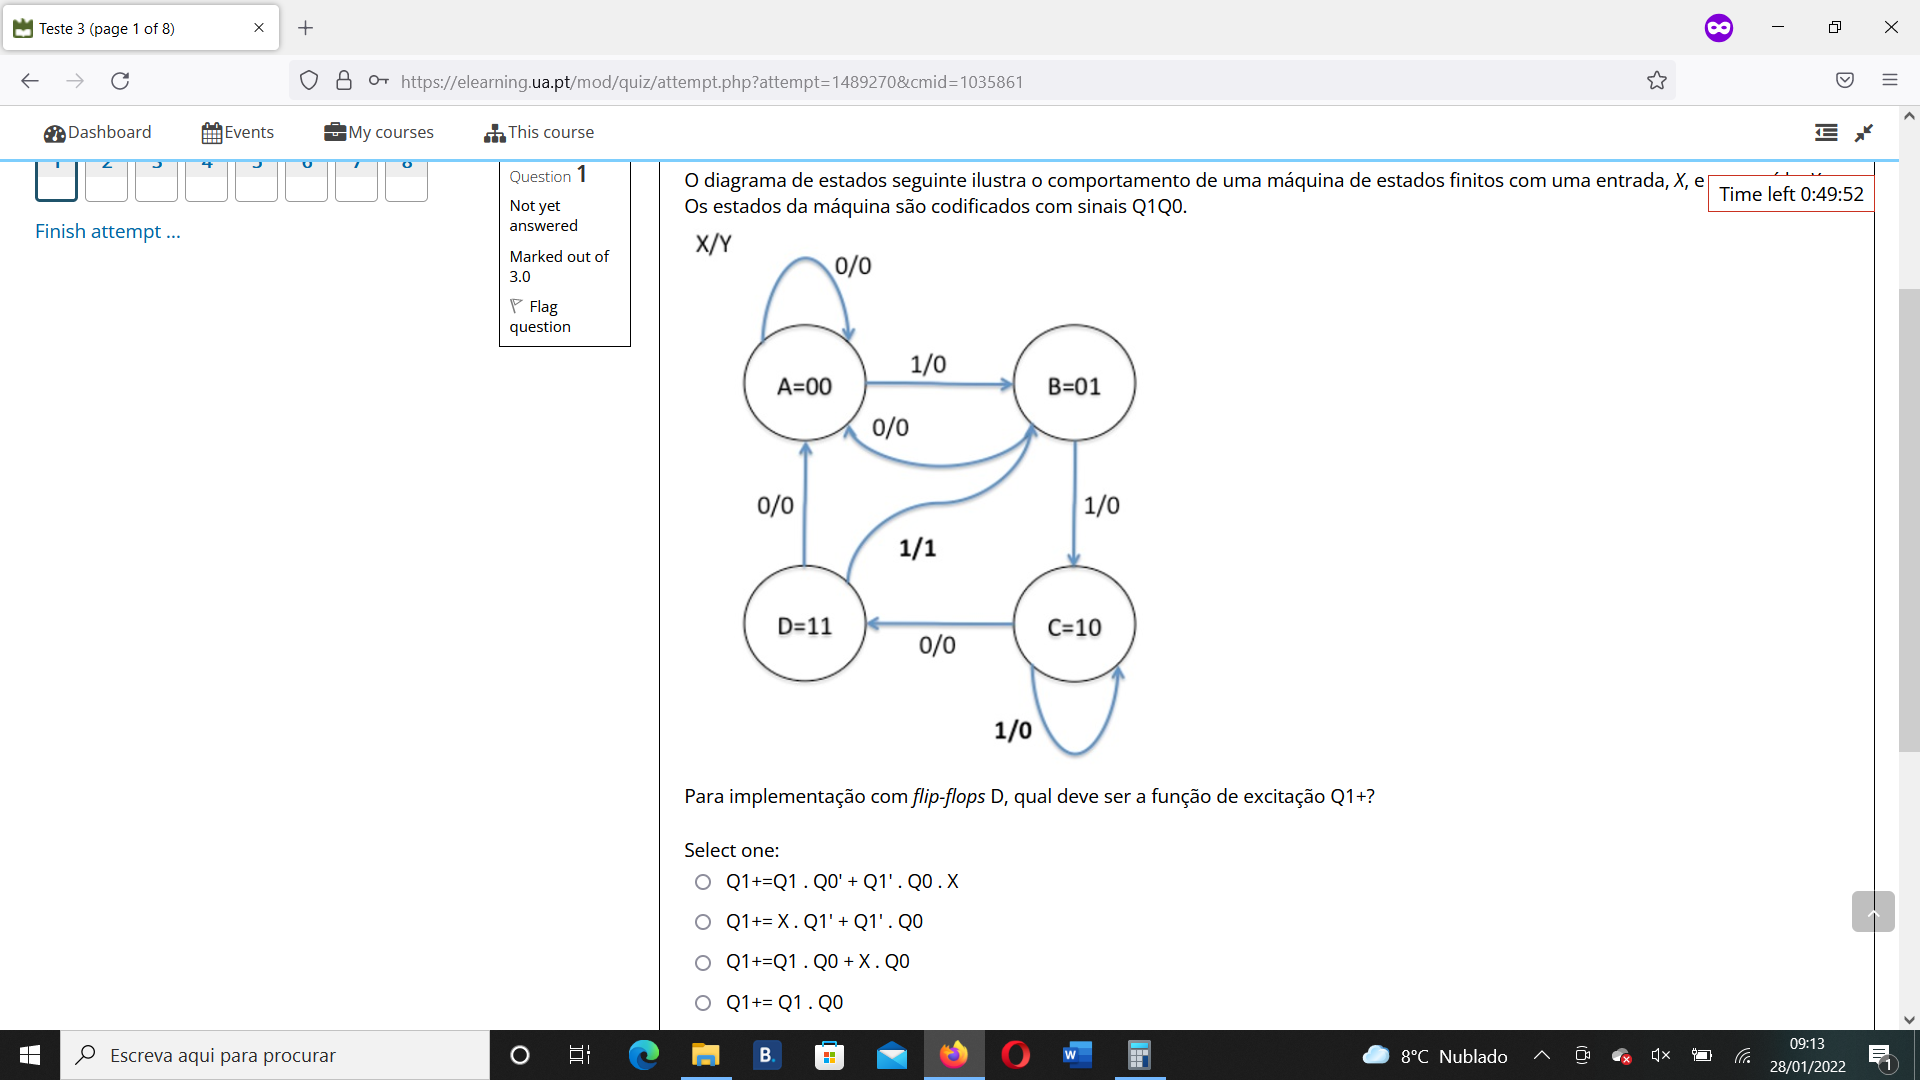 Teste 3 (page 1 of 8)
https://elearning.ua.pt/mod/quiz/attempt.php?attempt=1489270&cmid=1035861
Dashboard Events My courses This course
1 2 3 4 5 6 7 8
Finish attempt ...
Question 1
Not yet
answered
Marked out of
3.0
Flag
question
O diagrama de estados seguinte ilustra o comportamento de uma máquina de estados finitos com uma entrada, X, e
Time left 0:49:52
Os estados da máquina são codificados com sinais Q1Q0.
X/Y
0/0
1/0
A=00
B=01
0/0
0/0
1/0
1/1
D=11
C=10
0/0
1/0
Para implementação com flip-flops D, qual deve ser a função de excitação Q1+?
Select one:
Q1+=Q1 . Q0' + Q1' . Q0 . X
Q1+= X . Q1' + Q1' . Q0
Q1+=Q1 . Q0 + X . Q0
Q1+= Q1 . Q0
Escreva aqui para procurar
B.
W
8°C Nublado
09:13
28/01/2022
1